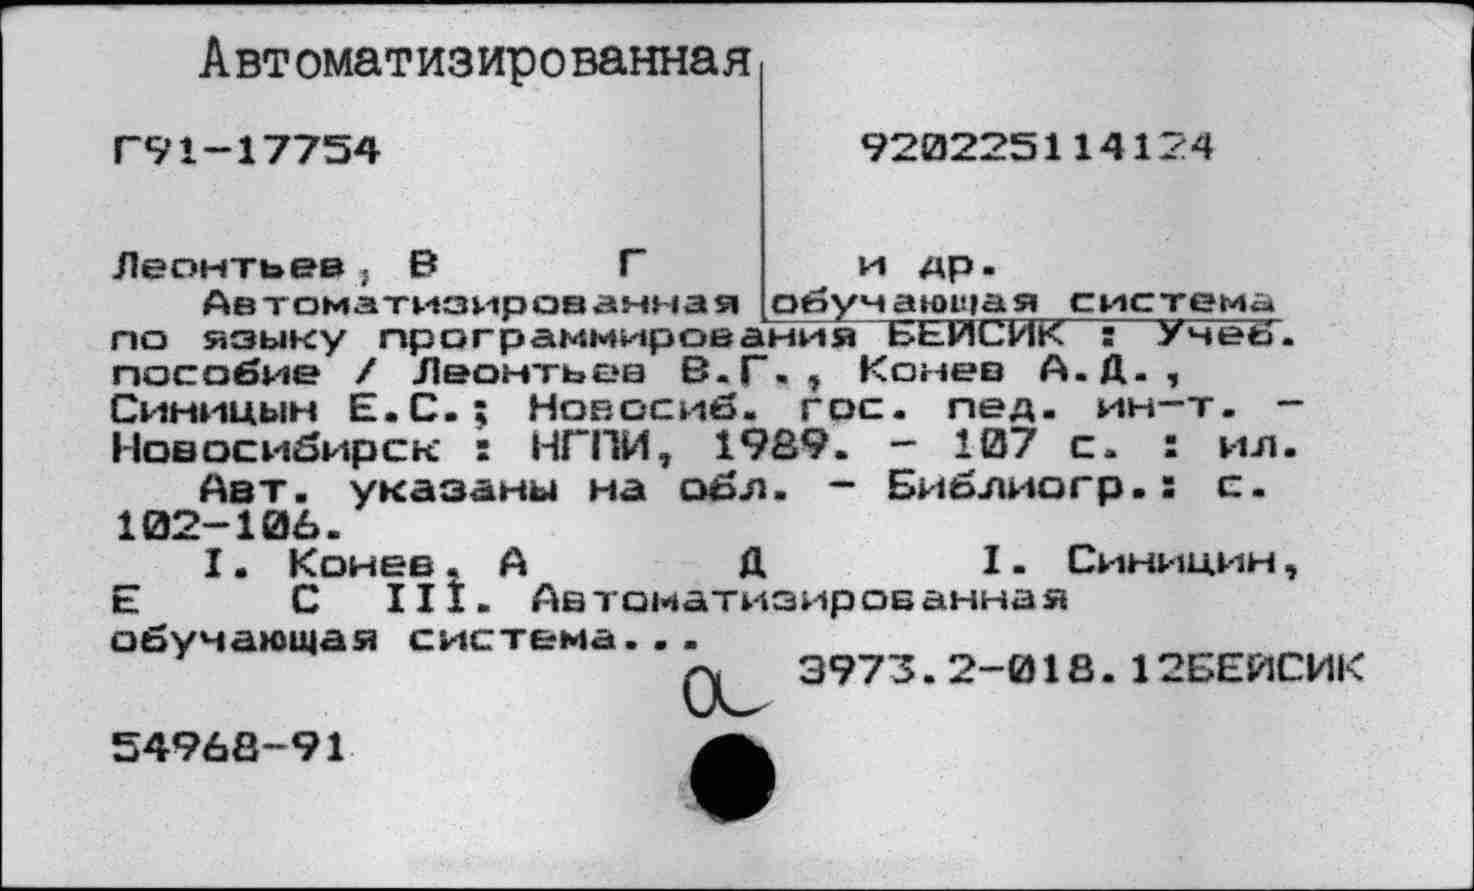 Автоматизированная
Г91-17754 920225114124
Леонтьев, В Г и др.
Автоматизированная обучающая система
по языку программирования БЕЙСИК : Учеб.
пособие / Леонтьев В.Г., Конев А.Д.,
Синицын Е.С.; Новосиб. гос. пед. ин-т. -
Новосибирск : НГПИ, 1989. - 107 с. : ил.
Авт. указаны на обл. - Библиогр.: с.
102-106.
I. Конев, А Д I. Синицин,
Е С III. Автоматизированная
обучающая система...
Э973.2-018.12БЕЙСИК
54968-91